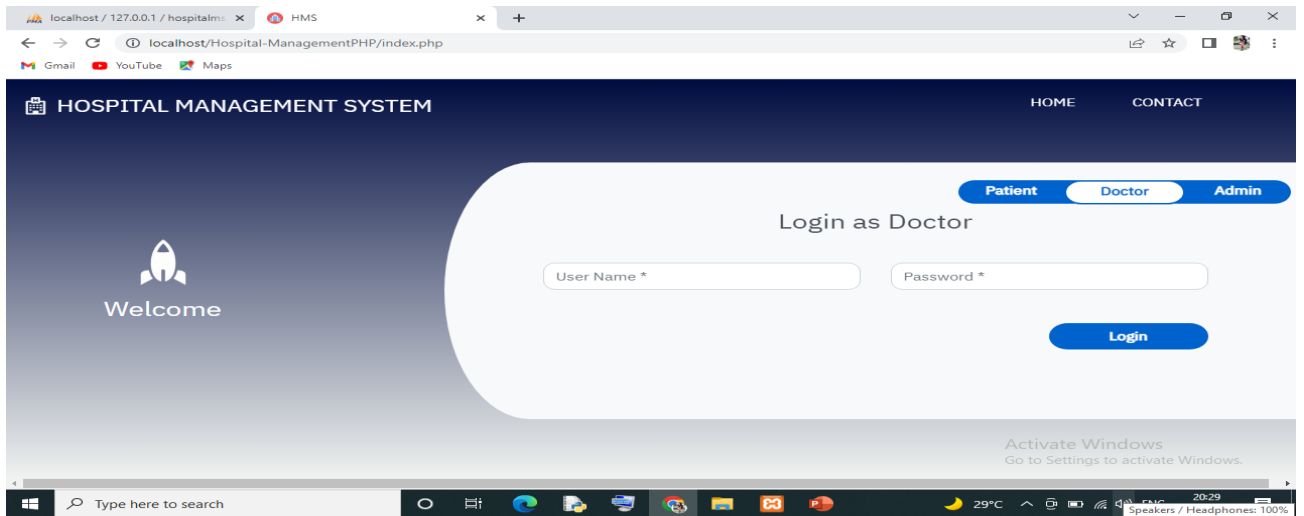 localhost / 127.0.0.1 / hospitalms
HMS
localhost/Hospital-ManagementPHP/index.php
Gmail YouTube Maps
HOSPITAL MANAGEMENT SYSTEM
HOME CONTACT
Patient Doctor Admin
Login as Doctor
User Name * Password *
Welcome
Login
Activate Windows
Go to Settings to activate Windows.
Type here to search
29°C
20:29
Speakers / Headphones: 100%